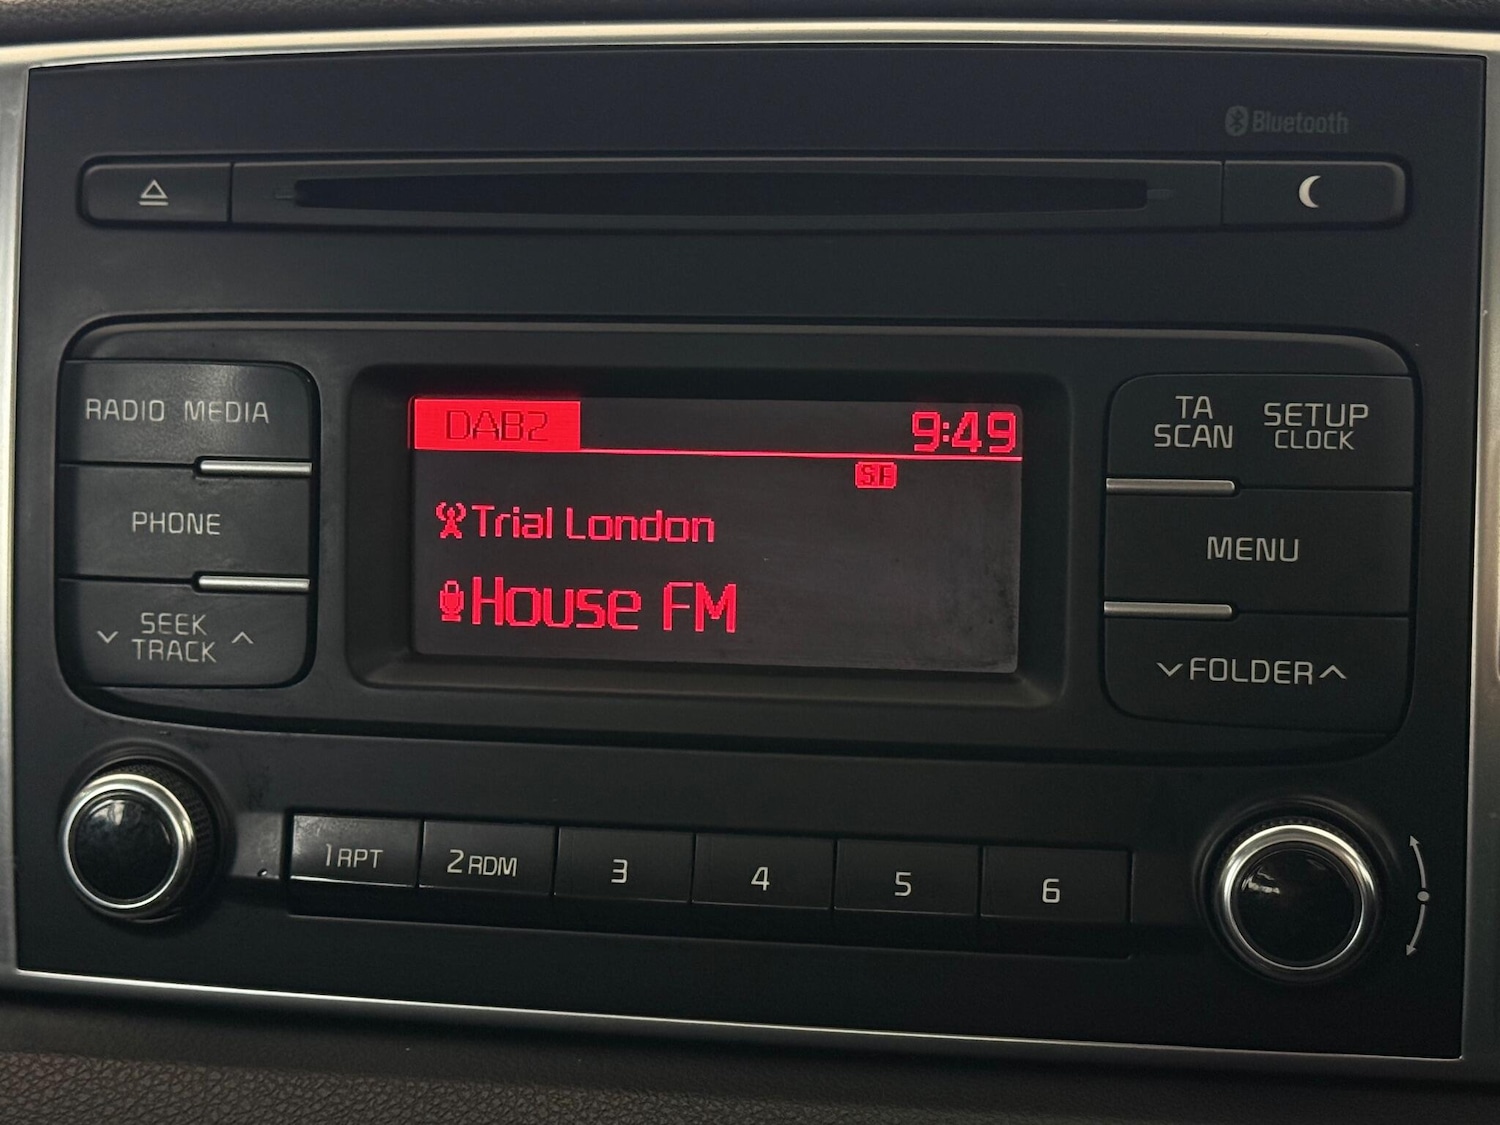 Bluetooth
RADIO MEDIA
PHONE
SEEK
TRACK
DAB2 9:49
SF
Trial London
House FM
TA
SCAN
SETUP
CLOCK
MENU
FOLDER
1 RPT 2 RDM 3 4 5 6